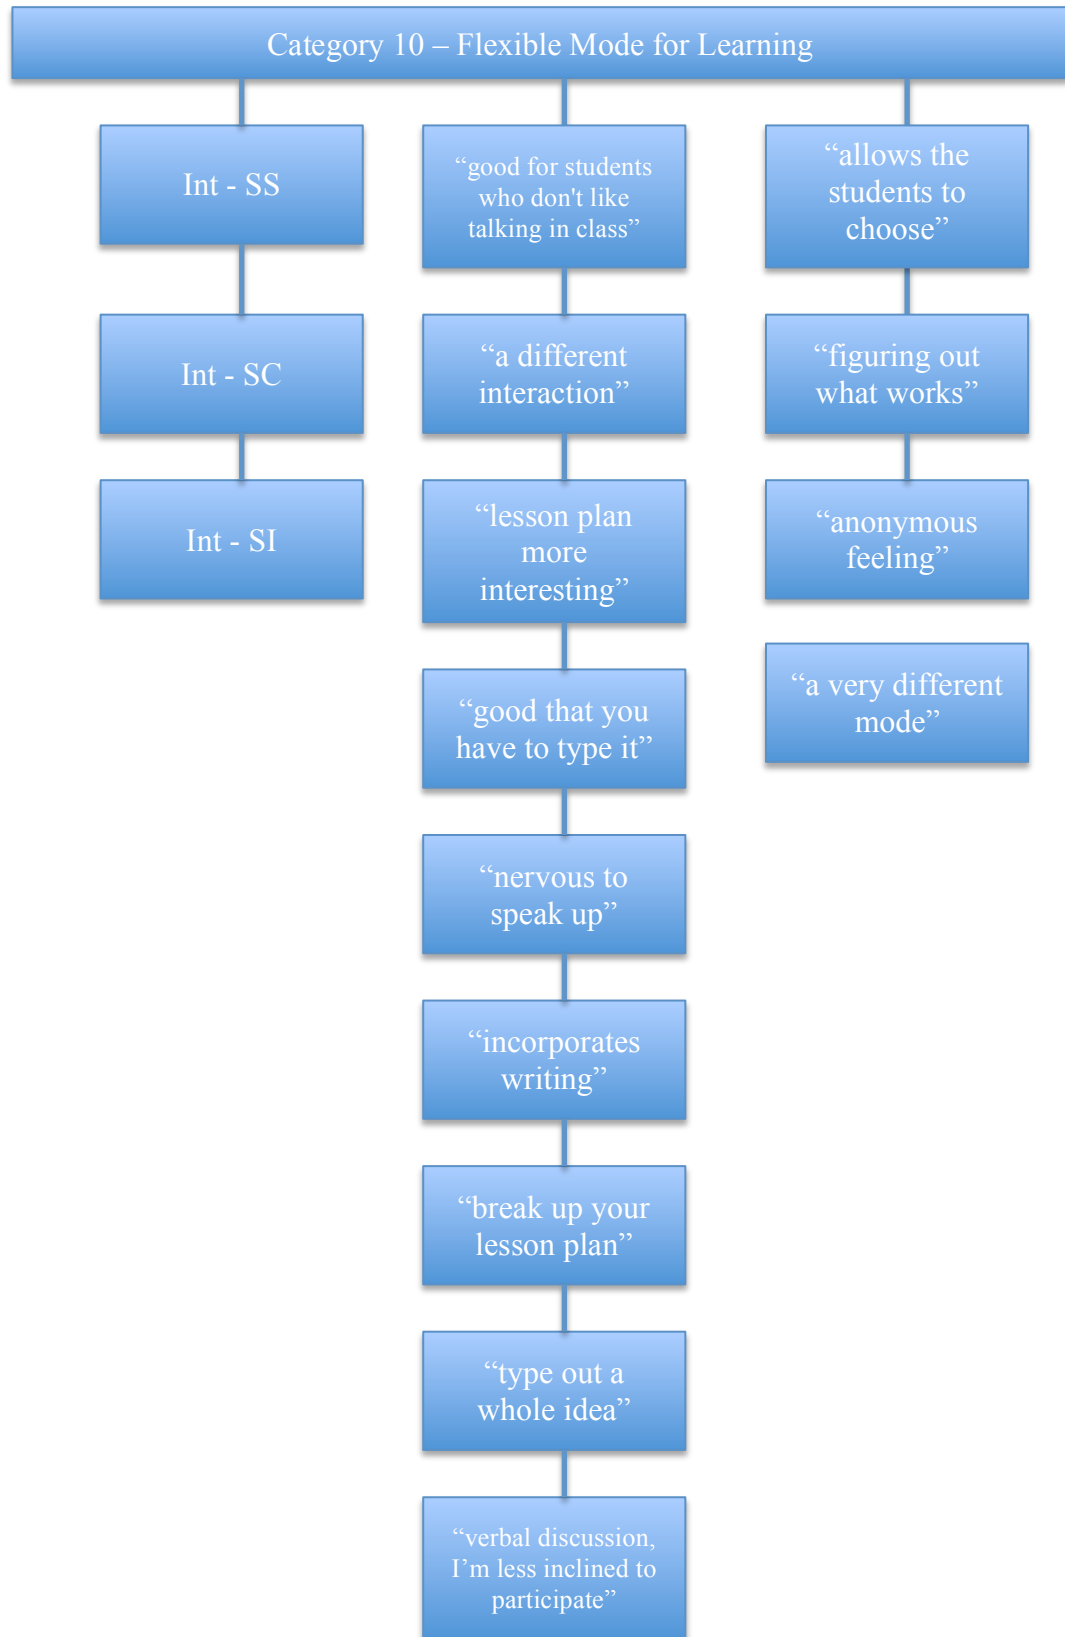 Category 10 – Flexible Mode for Learning
Int - SS
Int - SC
Int - SI
“good for students
who don't like
talking in class”
“a different
interaction”
“lesson plan
more
interesting”
“good that you
have to type it”
“nervous to
speak up”
“incorporates
writing”
“break up your
lesson plan”
“type out a
whole idea”
“verbal discussion,
I’m less inclined to
participate”
“allows the
students to
choose”
“figuring out
what works”
“anonymous
feeling”
“a very different
mode”